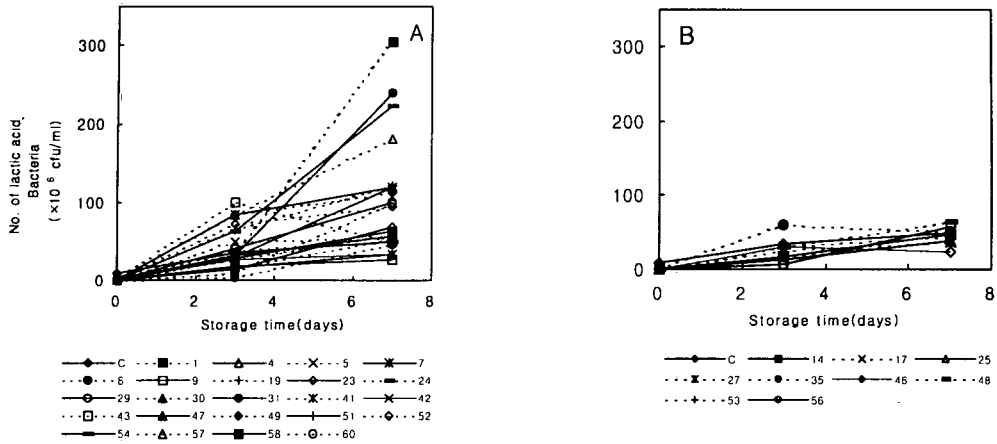 A
No. of lactic acid,
Bacteria
(×10 6 cfu/ml)
300
200
100
0
0 2 4 6 8
Storage time(days)
C 1 4 5 7
8 9 19 23 24
29 30 31 41 42
43 47 49 51 52
54 57 58 60
B
300
200
100
0
0 2 4 6 8
Storage time(days)
C 14 17 25
27 35 46 48
53 56